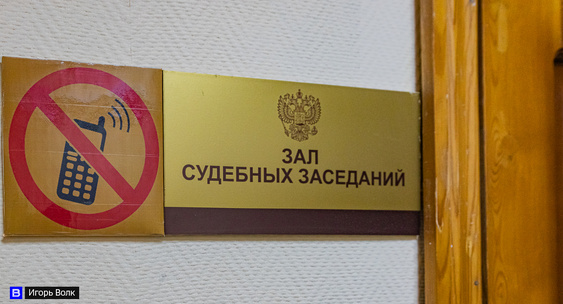 ЗАЛ
СУДЕБНЫХ ЗАСЕДАНИЙ
В Игорь Волк